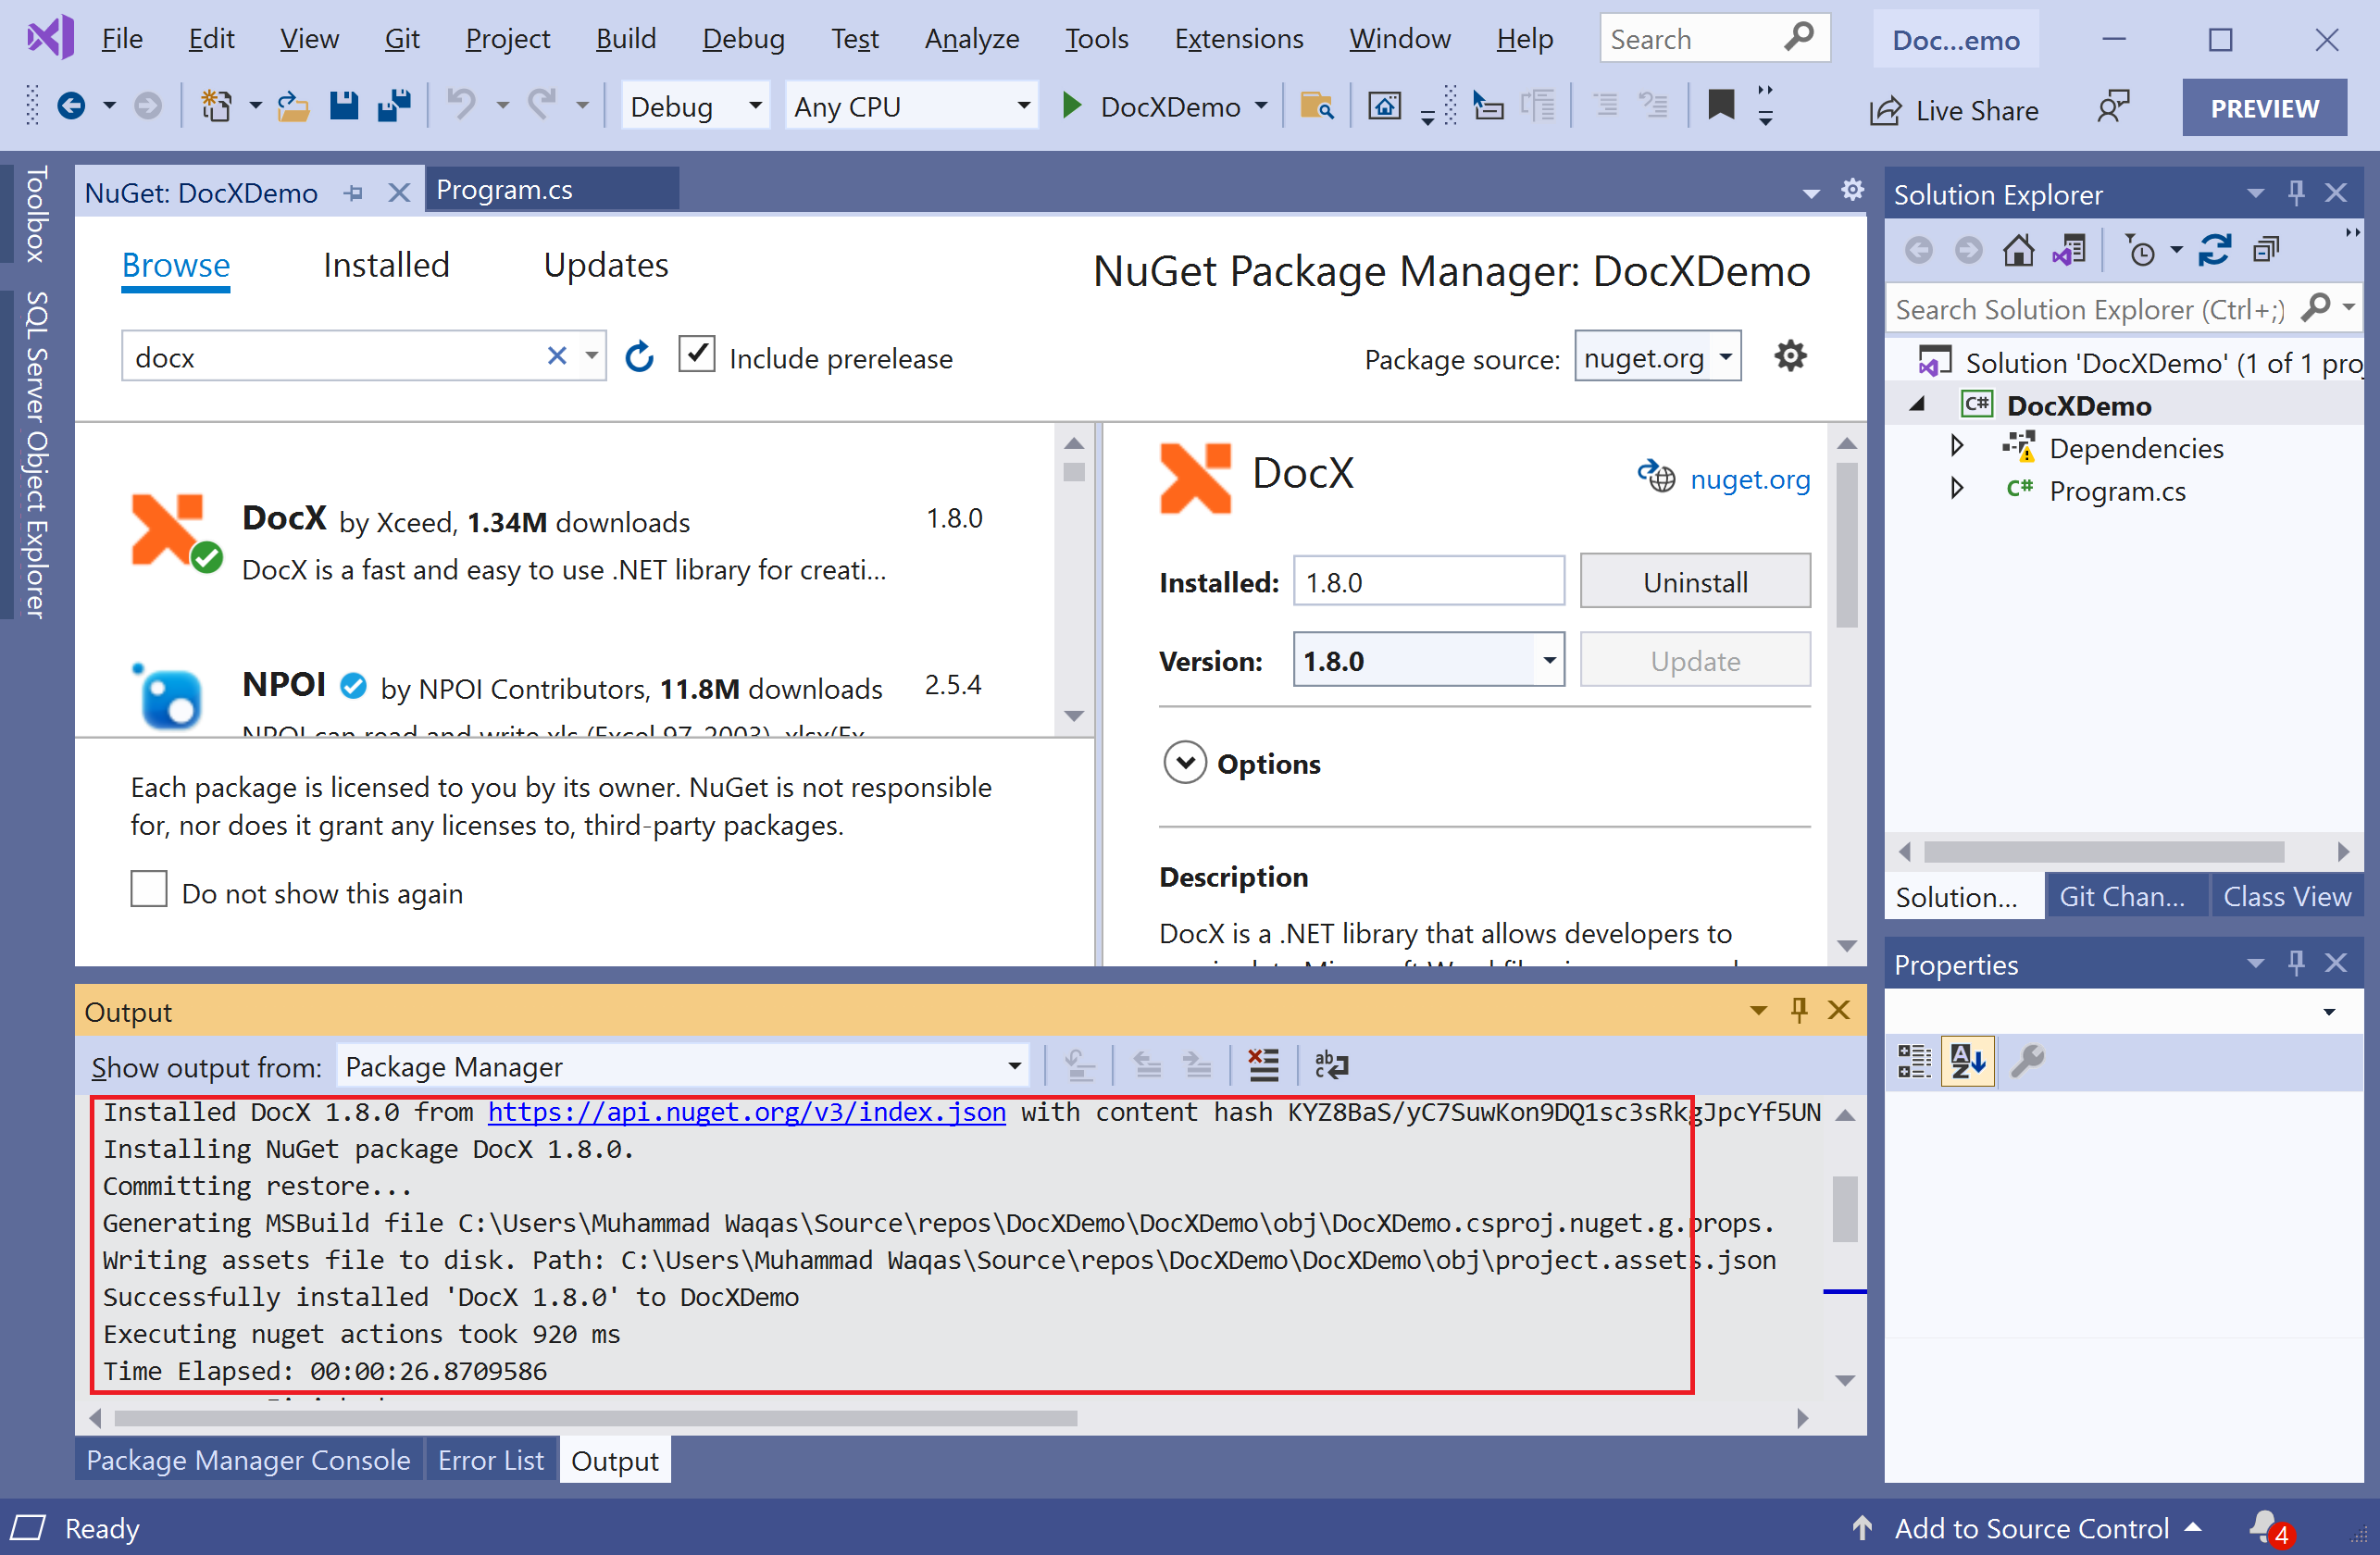 File Edit View Git Project Build Debug Test Analyze Tools Extensions Window Help Search Doc...emo
Debug Any CPU DocXDemo Live Share PREVIEW
Toolbox
SQL Server Object Explorer
NuGet: DocXDemo Program.cs
Browse Installed Updates NuGet Package Manager: DocXDemo
docx Include prerelease Package source: nuget.org
DocX by Xceed, 1.34M downloads 1.8.0
DocX is a fast and easy to use .NET library for creati...
NPOI by NPOI Contributors, 11.8M downloads 2.5.4
NPOI can read and write xls (Excel 97-2003), xlsx(Ex...
Each package is licensed to you by its owner. NuGet is not responsible
for, nor does it grant any licenses to, third-party packages.
Do not show this again
DocX nuget.org
Installed: 1.8.0 Uninstall
Version: 1.8.0 Update
Options
Description
DocX is a .NET library that allows developers to
Output
Show output from: Package Manager
Installed DocX 1.8.0 from https://api.nuget.org/v3/index.json with content hash KYZ8BaS/yC7SuwKon9DQ1sc3sRkgJpcYf5UN
Installing NuGet package DocX 1.8.0.
Committing restore...
Generating MSBuild file C:\Users\Muhammad Waqas\Source\repos\DocXDemo\DocXDemo\obj\DocXDemo.csproj.nuget.g.props.
Writing assets file to disk. Path: C:\Users\Muhammad Waqas\Source\repos\DocXDemo\DocXDemo\obj\project.assets.json
Successfully installed 'DocX 1.8.0' to DocXDemo
Executing nuget actions took 920 ms
Time Elapsed: 00:00:26.8709586
Package Manager Console Error List Output
Solution Explorer
Search Solution Explorer (Ctrl+;)
Solution 'DocXDemo' (1 of 1 pro
C# DocXDemo
Dependencies
C# Program.cs
Solution... Git Chan... Class View
Properties
Ready Add to Source Control 4